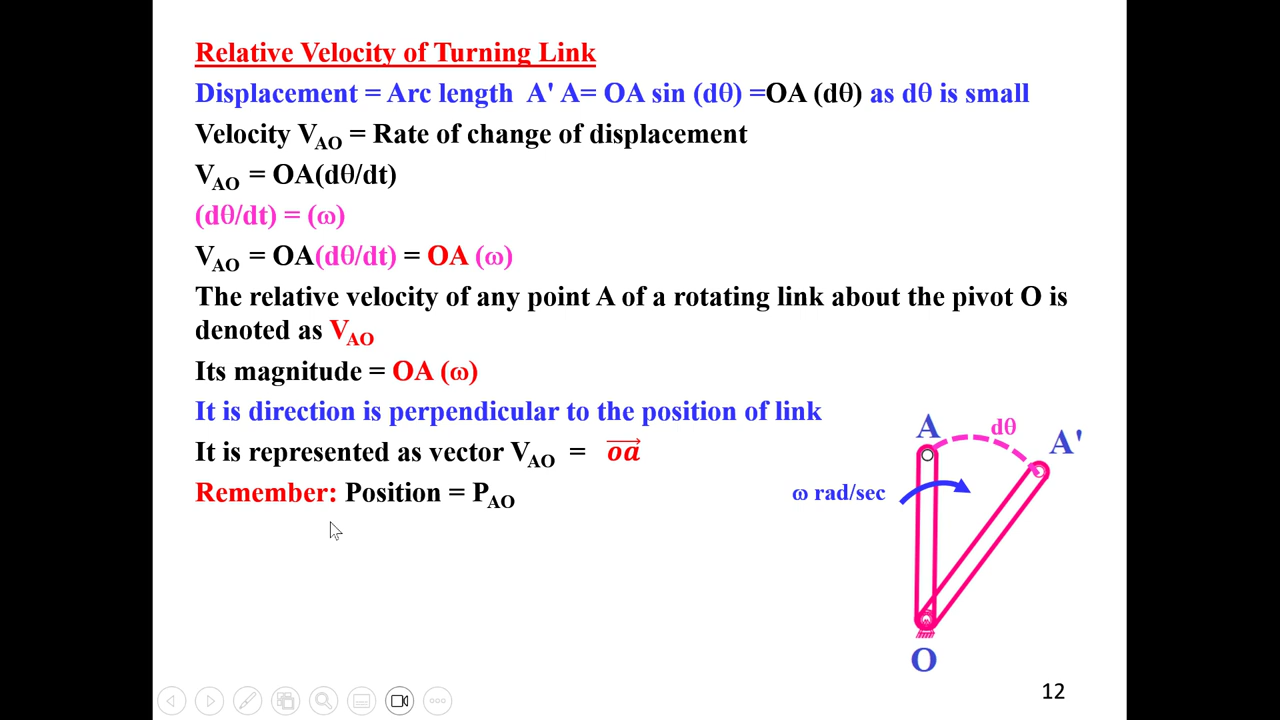 Relative Velocity of Turning Link
Displacement = Arc length A' A= OA sin (dθ) =OA (dθ) as dθ is small
Velocity VAO = Rate of change of displacement
VAO = OA(dθ/dt)
(dθ/dt) = (ω)
VAO = OA(dθ/dt) = OA (ω)
The relative velocity of any point A of a rotating link about the pivot O is
denoted as VAO
Its magnitude = OA (ω)
It is direction is perpendicular to the position of link
It is represented as vector VAO = oa
Remember: Position = PAO
A
dθ
A'
ω rad/sec
O
12